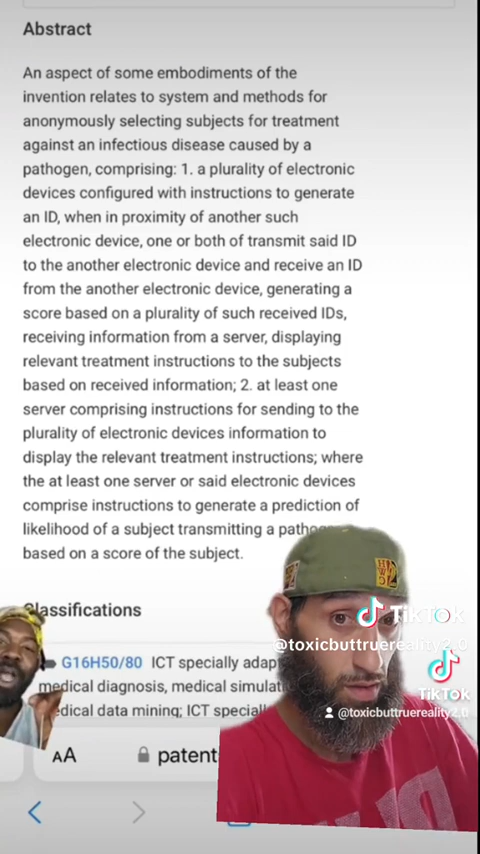 Abstract
An aspect of some embodiments of the
invention relates to system and methods for
anonymously selecting subjects for treatment
against an infectious disease caused by a
pathogen, comprising: 1. a plurality of electronic
devices configured with instructions to generate
an ID, when in proximity of another such
electronic device, one or both of transmit said ID
to the another electronic device and receive an ID
from the another electronic device, generating a
score based on a plurality of such received IDs,
receiving information from a server, displaying
relevant treatment instructions to the subjects
based on received information; 2. at least one
server comprising instructions for sending to the
plurality of electronic devices information to
display the relevant treatment instructions; where
the at least one server or said electronic devices
comprise instructions to generate a prediction of
likelihood of a subject transmitting a
based on a score of the subject.
Classifications
G16H50/80 ICT specially
medical diagnosis, medical
medical data mining; ICT
AA
TikTok
@toxicbuttruereality2.0
TikTok
@toxicbuttruereality2.0